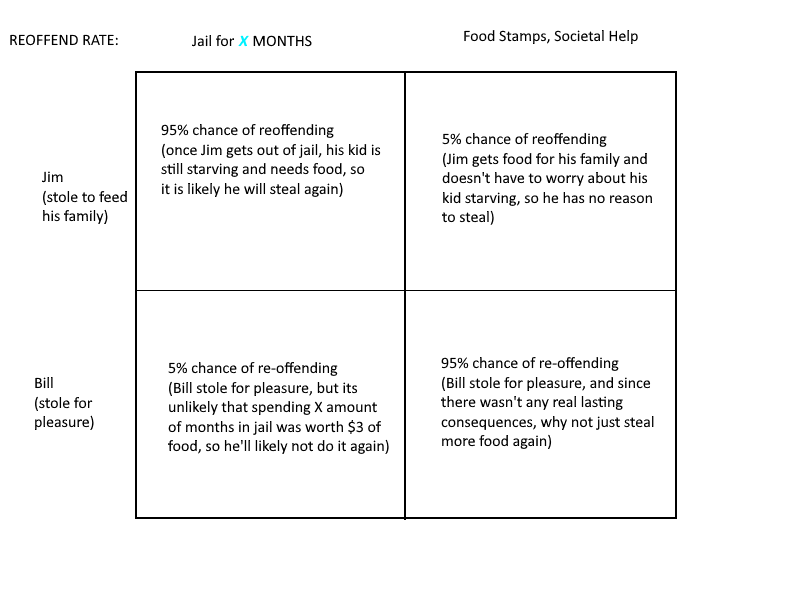 REOFFEND RATE:
Jail for X MONTHS
Food Stamps, Societal Help
Jim
(stole to feed
his family)
95% chance of reoffending
(once Jim gets out of jail, his kid is
still starving and needs food, so
it is likely he will steal again)
5% chance of reoffending
(Jim gets food for his family and
doesn't have to worry about his
kid starving, so he has no reason
to steal)
Bill
(stole for
pleasure)
5% chance of re-offending
(Bill stole for pleasure, but its
unlikely that spending X amount
of months in jail was worth $3 of
food, so he'll likely not do it again)
95% chance of re-offending
(Bill stole for pleasure, and since
there wasn't any real lasting
consequences, why not just steal
more food again)